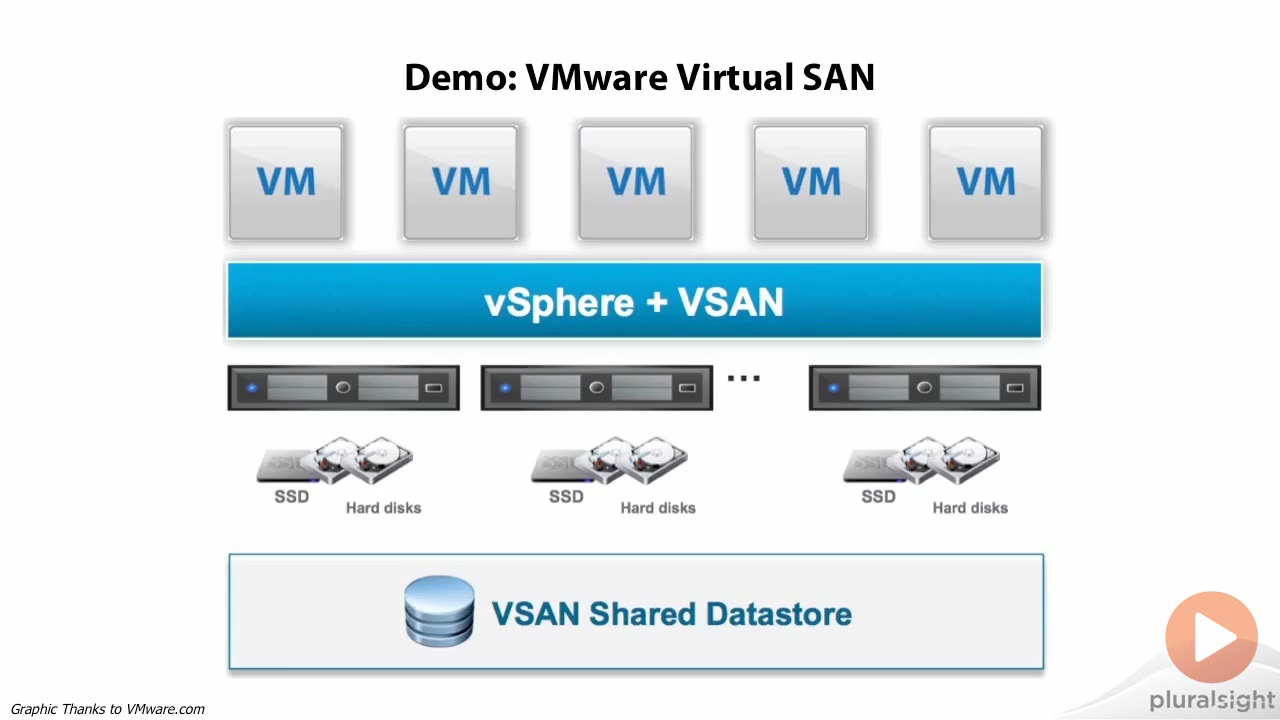 Demo: VMware Virtual SAN
VM VM VM VM VM
vSphere + VSAN
...
SSD Hard disks SSD Hard disks SSD Hard disks
VSAN Shared Datastore
pluralsight
Graphic Thanks to VMware.com